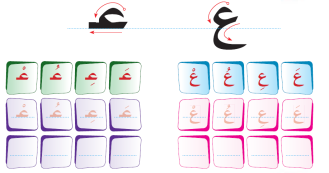 ع عـ
عَ عِ عُ عْ عَـ عِـ عُـ عْـ
عَ عِ عُ عْ عَـ عِـ عُـ عْـ